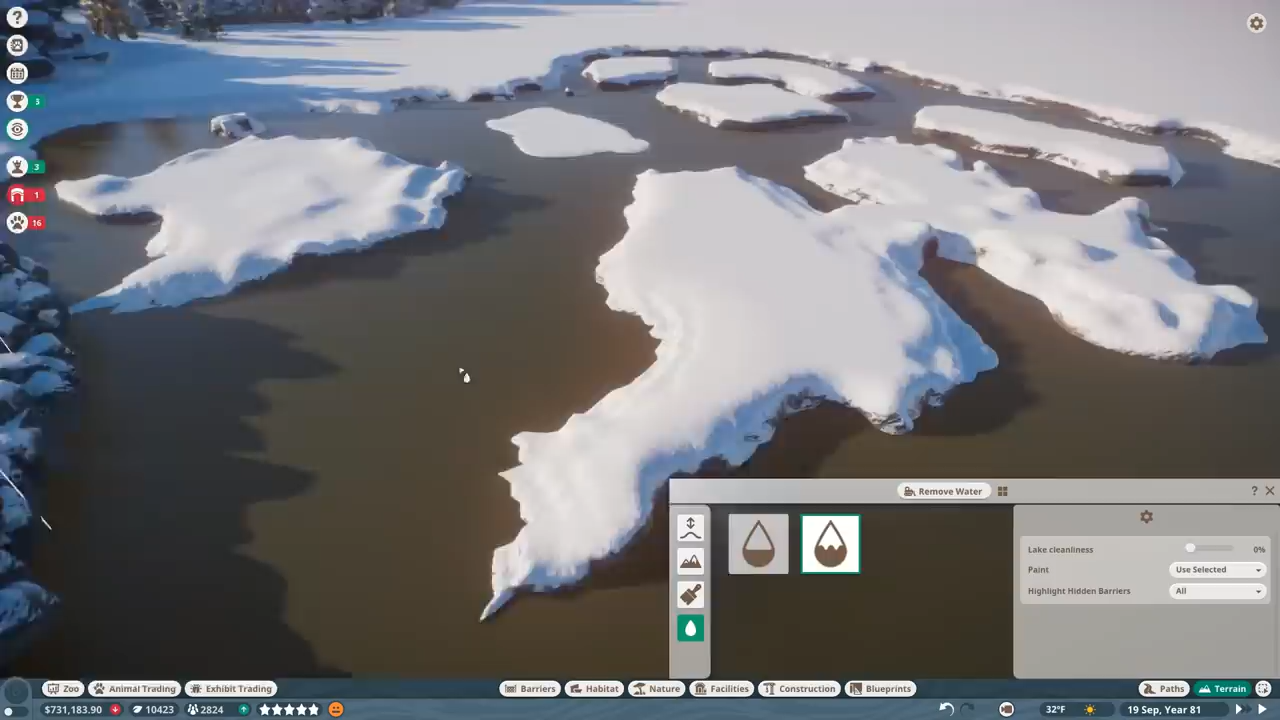 ?
3
3
1
16
Remove Water
?
Lake cleanliness 0%
Paint Use Selected
Highlight Hidden Barriers All
Zoo Animal Trading Exhibit Trading Barriers Habitat Nature Facilities Construction Blueprints Paths Terrain
$731,183.90 10423 2824 32°F 19 Sep, Year 81